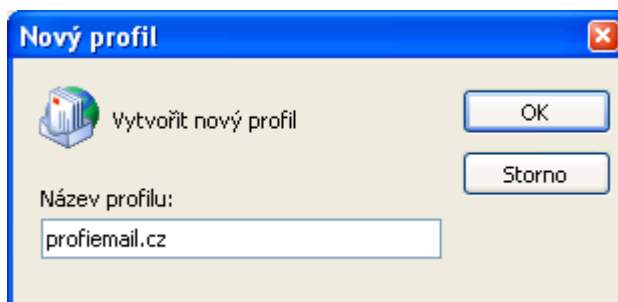 Nový profil
Vytvořit nový profil
OK
Storno
Název profilu:
profiemail.cz